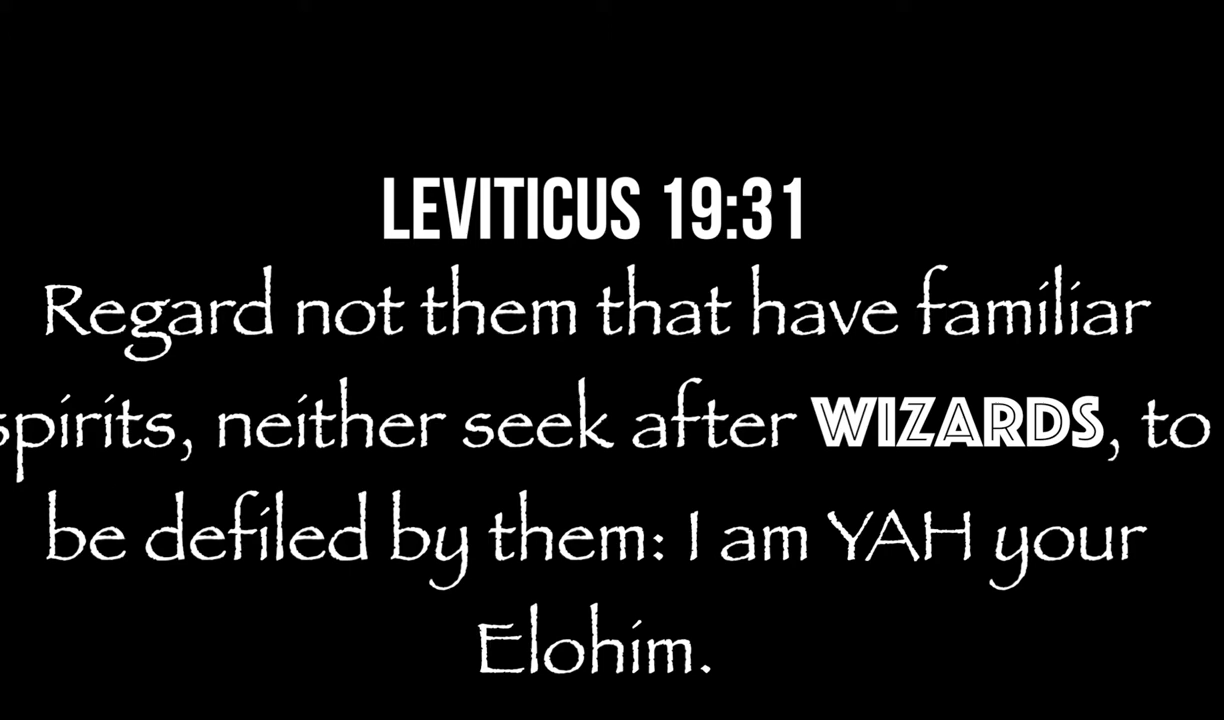 LEVITICUS 19:31
Regard not them that have familiar
spirits, neither seek after WIZARDS, to
be defiled by them: I am YAH your
Elohim.